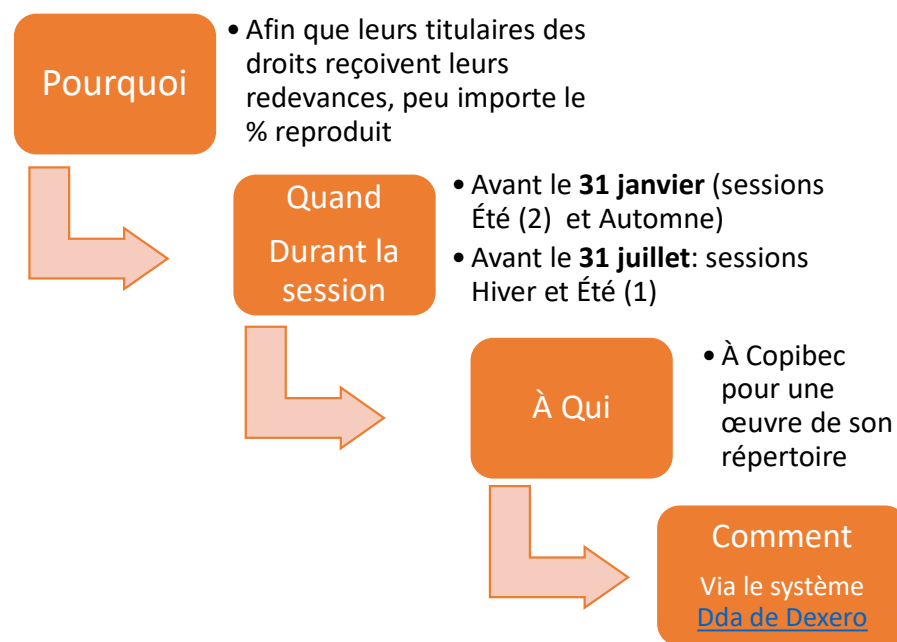 Pourquoi
• Afin que leurs titulaires des
droits reçoivent leurs
redevances, peu importe le
% reproduit
Quand
Durant la
session
• Avant le 31 janvier (sessions
Été (2) et Automne)
• Avant le 31 juillet: sessions
Hiver et Été (1)
À Qui
• À Copibec
pour une
œuvre de son
répertoire
Comment
Via le système
Dda de Dexero